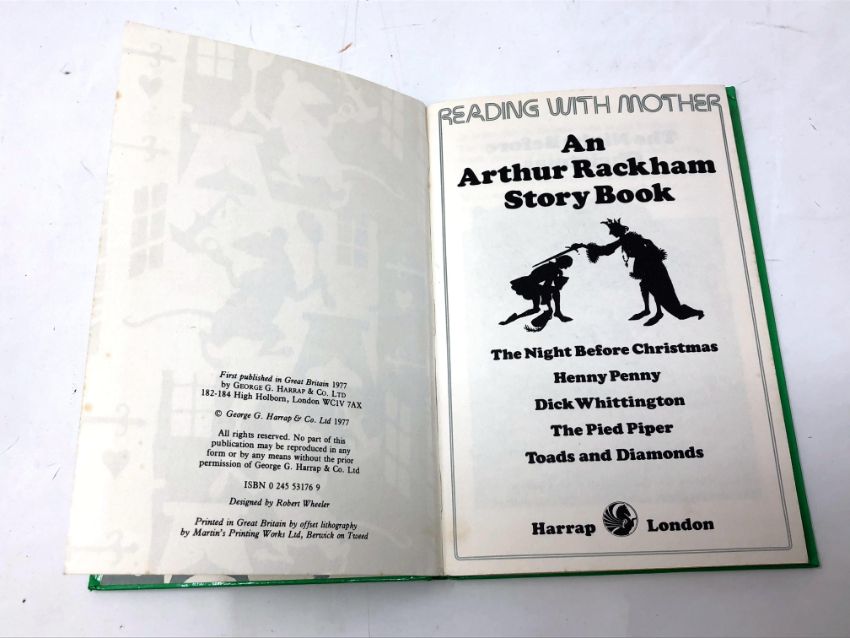 First published in Great Britain 1977
by GEORGE G. HARRAP & CO. LTD
182-184 High Holborn, London WC1V 7AX
© George G. Harrap & Co. Ltd 1977
All rights reserved. No part of this
publication may be reproduced in any
form or by any means without the prior
permission of George G. Harrap & Co. Ltd
ISBN 0 245 53176 9
Designed by Robert Wheeler
Printed in Great Britain by offset lithography
by Martin's Printing Works Ltd, Berwick on Tweed
READING WITH MOTHER
An
Arthur Rackham
Story Book
The Night Before Christmas
Henny Penny
Dick Whittington
The Pied Piper
Toads and Diamonds
Harrap London